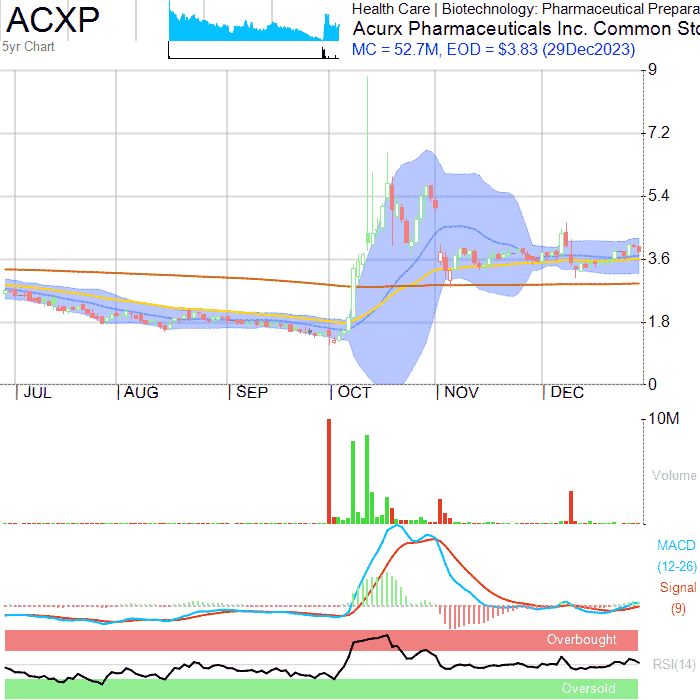 ACXP
5yr Chart
Health Care | Biotechnology: Pharmaceutical Prepara
Acurx Pharmaceuticals Inc. Common Sto
MC = 52.7M, EOD = $3.83 (29Dec2023)
9
7.2
5.4
3.6
1.8
0
JUL AUG SEP OCT NOV DEC
10M
Volume
MACD
(12-26)
Signal
(9)
Overbought
RSI(14)
Oversold